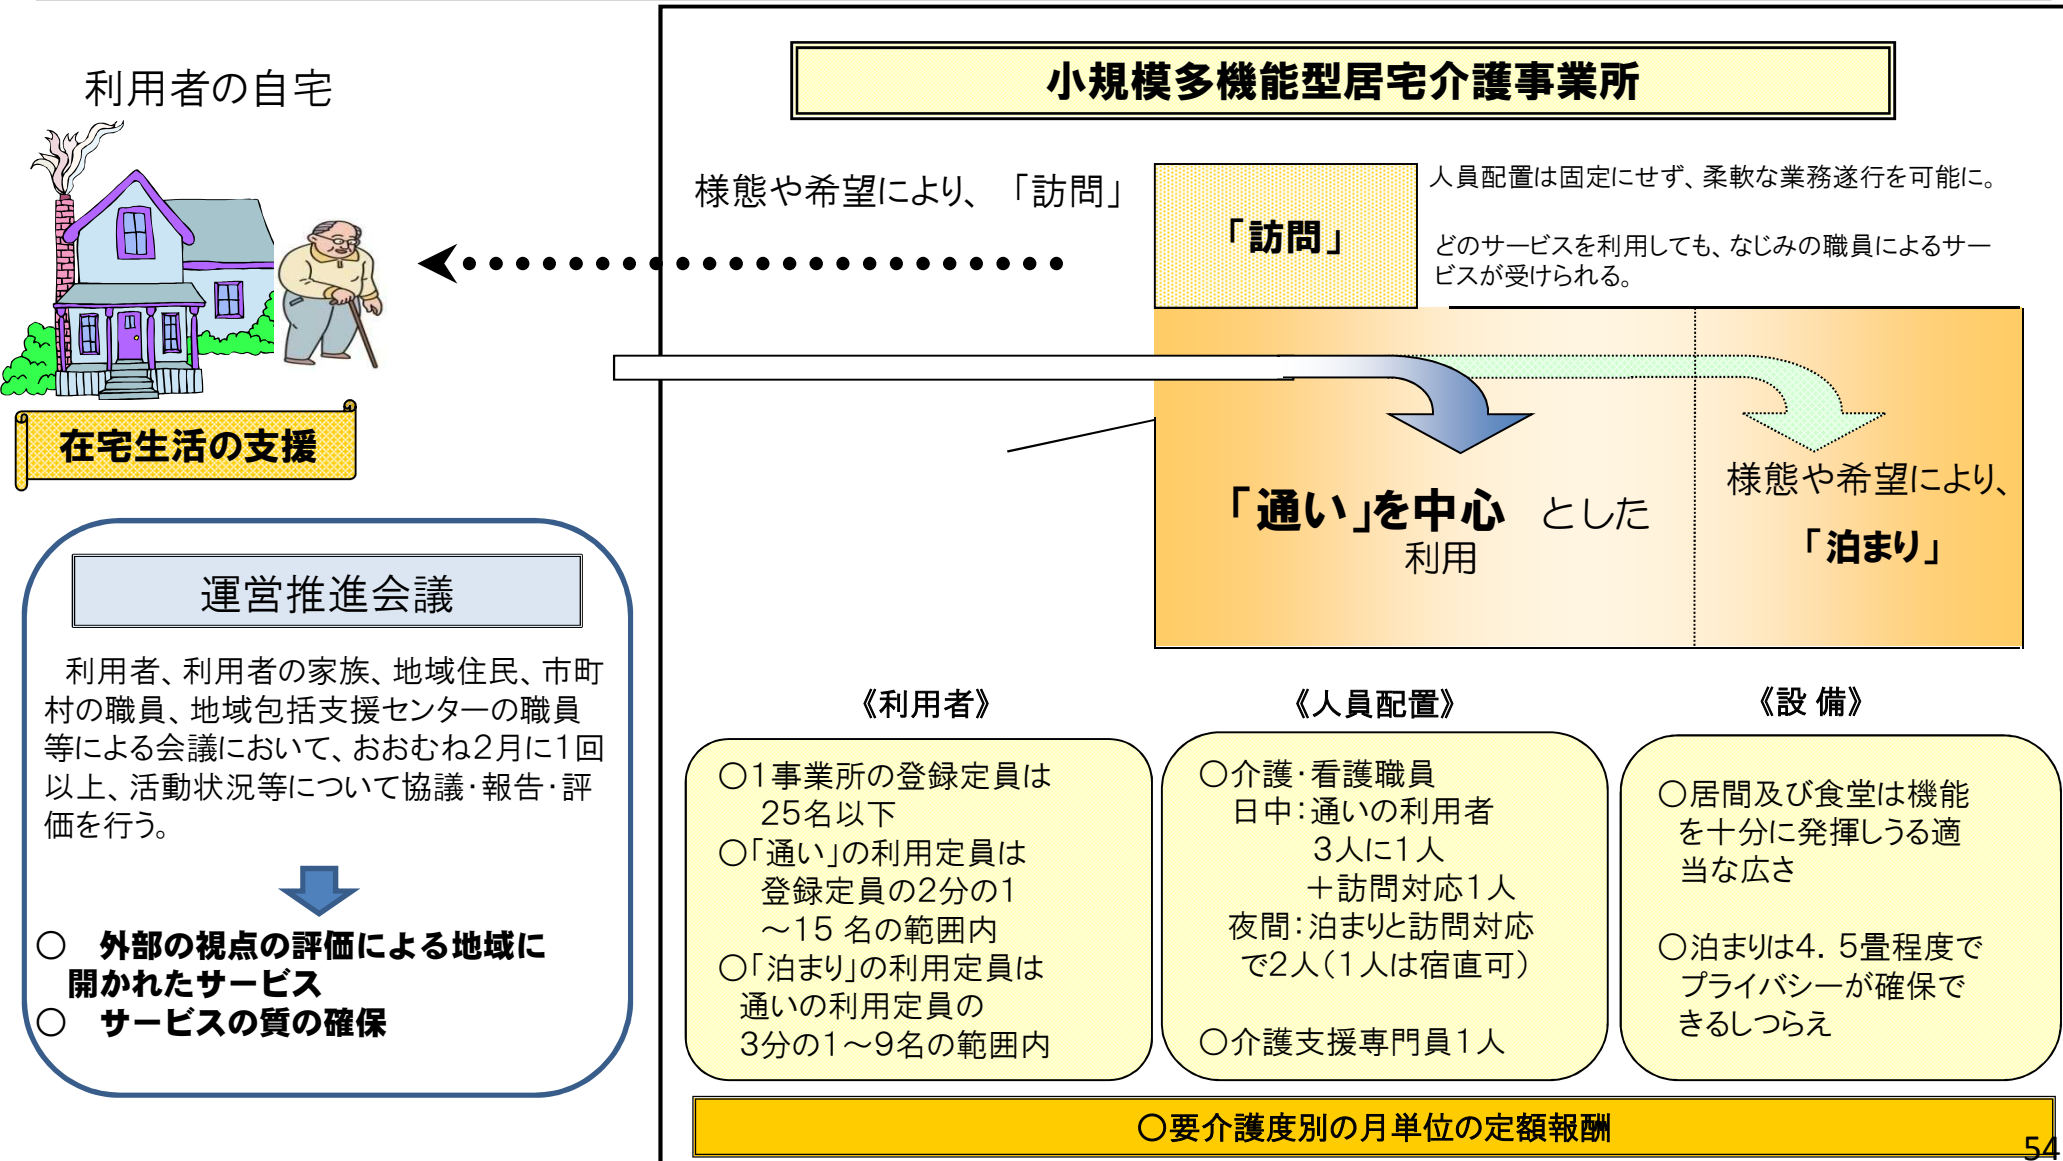 利用者の自宅
在宅生活の支援
運営推進会議
利用者、利用者の家族、地域住民、市町
村の職員、地域包括支援センターの職員
等による会議において、おおむね2月に1回
以上、活動状況等について協議・報告・評
価を行う。
○　外部の視点の評価による地域に
開かれたサービス
○　サービスの質の確保
小規模多機能型居宅介護事業所
様態や希望により、「訪問」
「訪問」
人員配置は固定にせず、柔軟な業務遂行を可能に。
どのサービスを利用しても、なじみの職員によるサー
ビスが受けられる。
「通い」を中心　とした
利用
様態や希望により、
「泊まり」
《利用者》
○1事業所の登録定員は
25名以下
○「通い」の利用定員は
登録定員の2分の1
～15 名の範囲内
○「泊まり」の利用定員は
通いの利用定員の
3分の1～9名の範囲内
《人員配置》
○介護・看護職員
日中：通いの利用者
3人に1人
＋訪問対応1人
夜間：泊まりと訪問対応
で2人（1人は宿直可）
○介護支援専門員1人
《設 備》
○居間及び食堂は機能
を十分に発揮しうる適
当な広さ
○泊まりは4．5畳程度で
プライバシーが確保で
きるしつらえ
○要介護度別の月単位の定額報酬
54